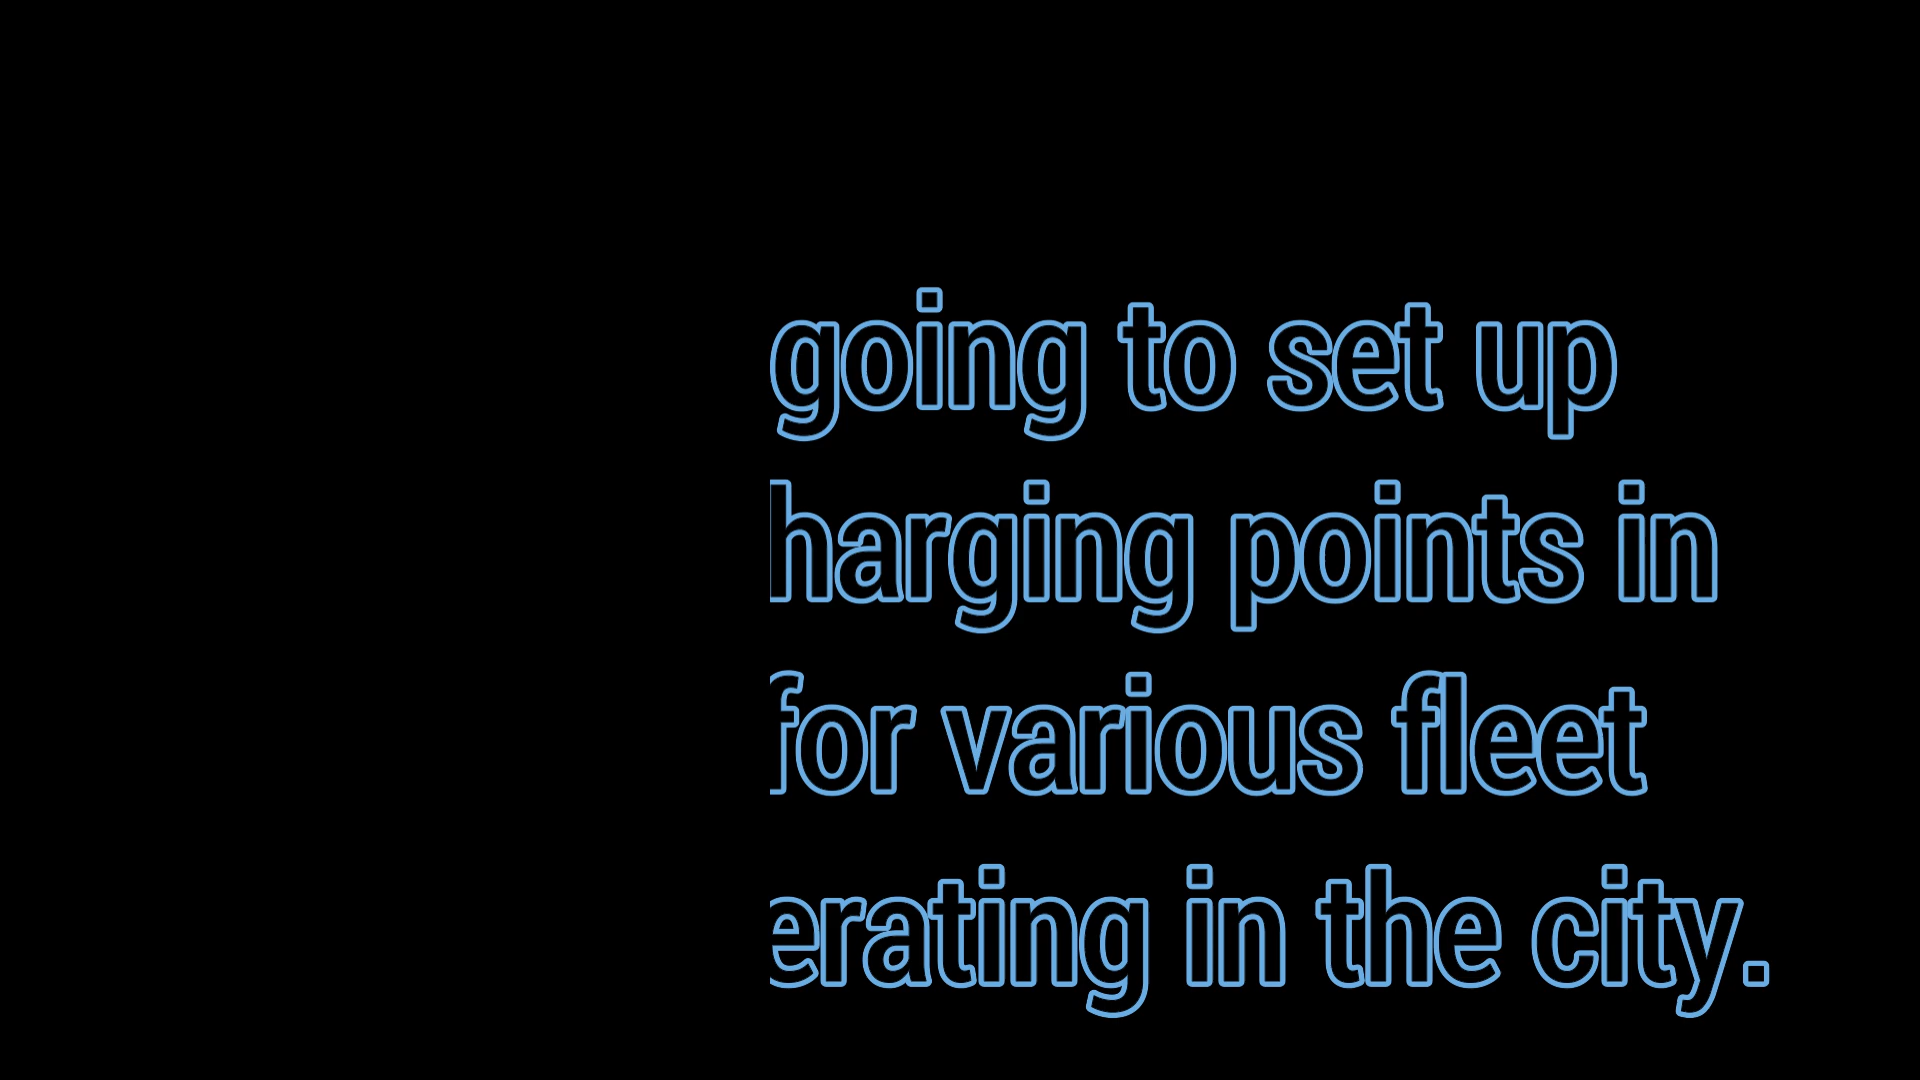 going to set up
harging points in
for various fleet
erating in the city.